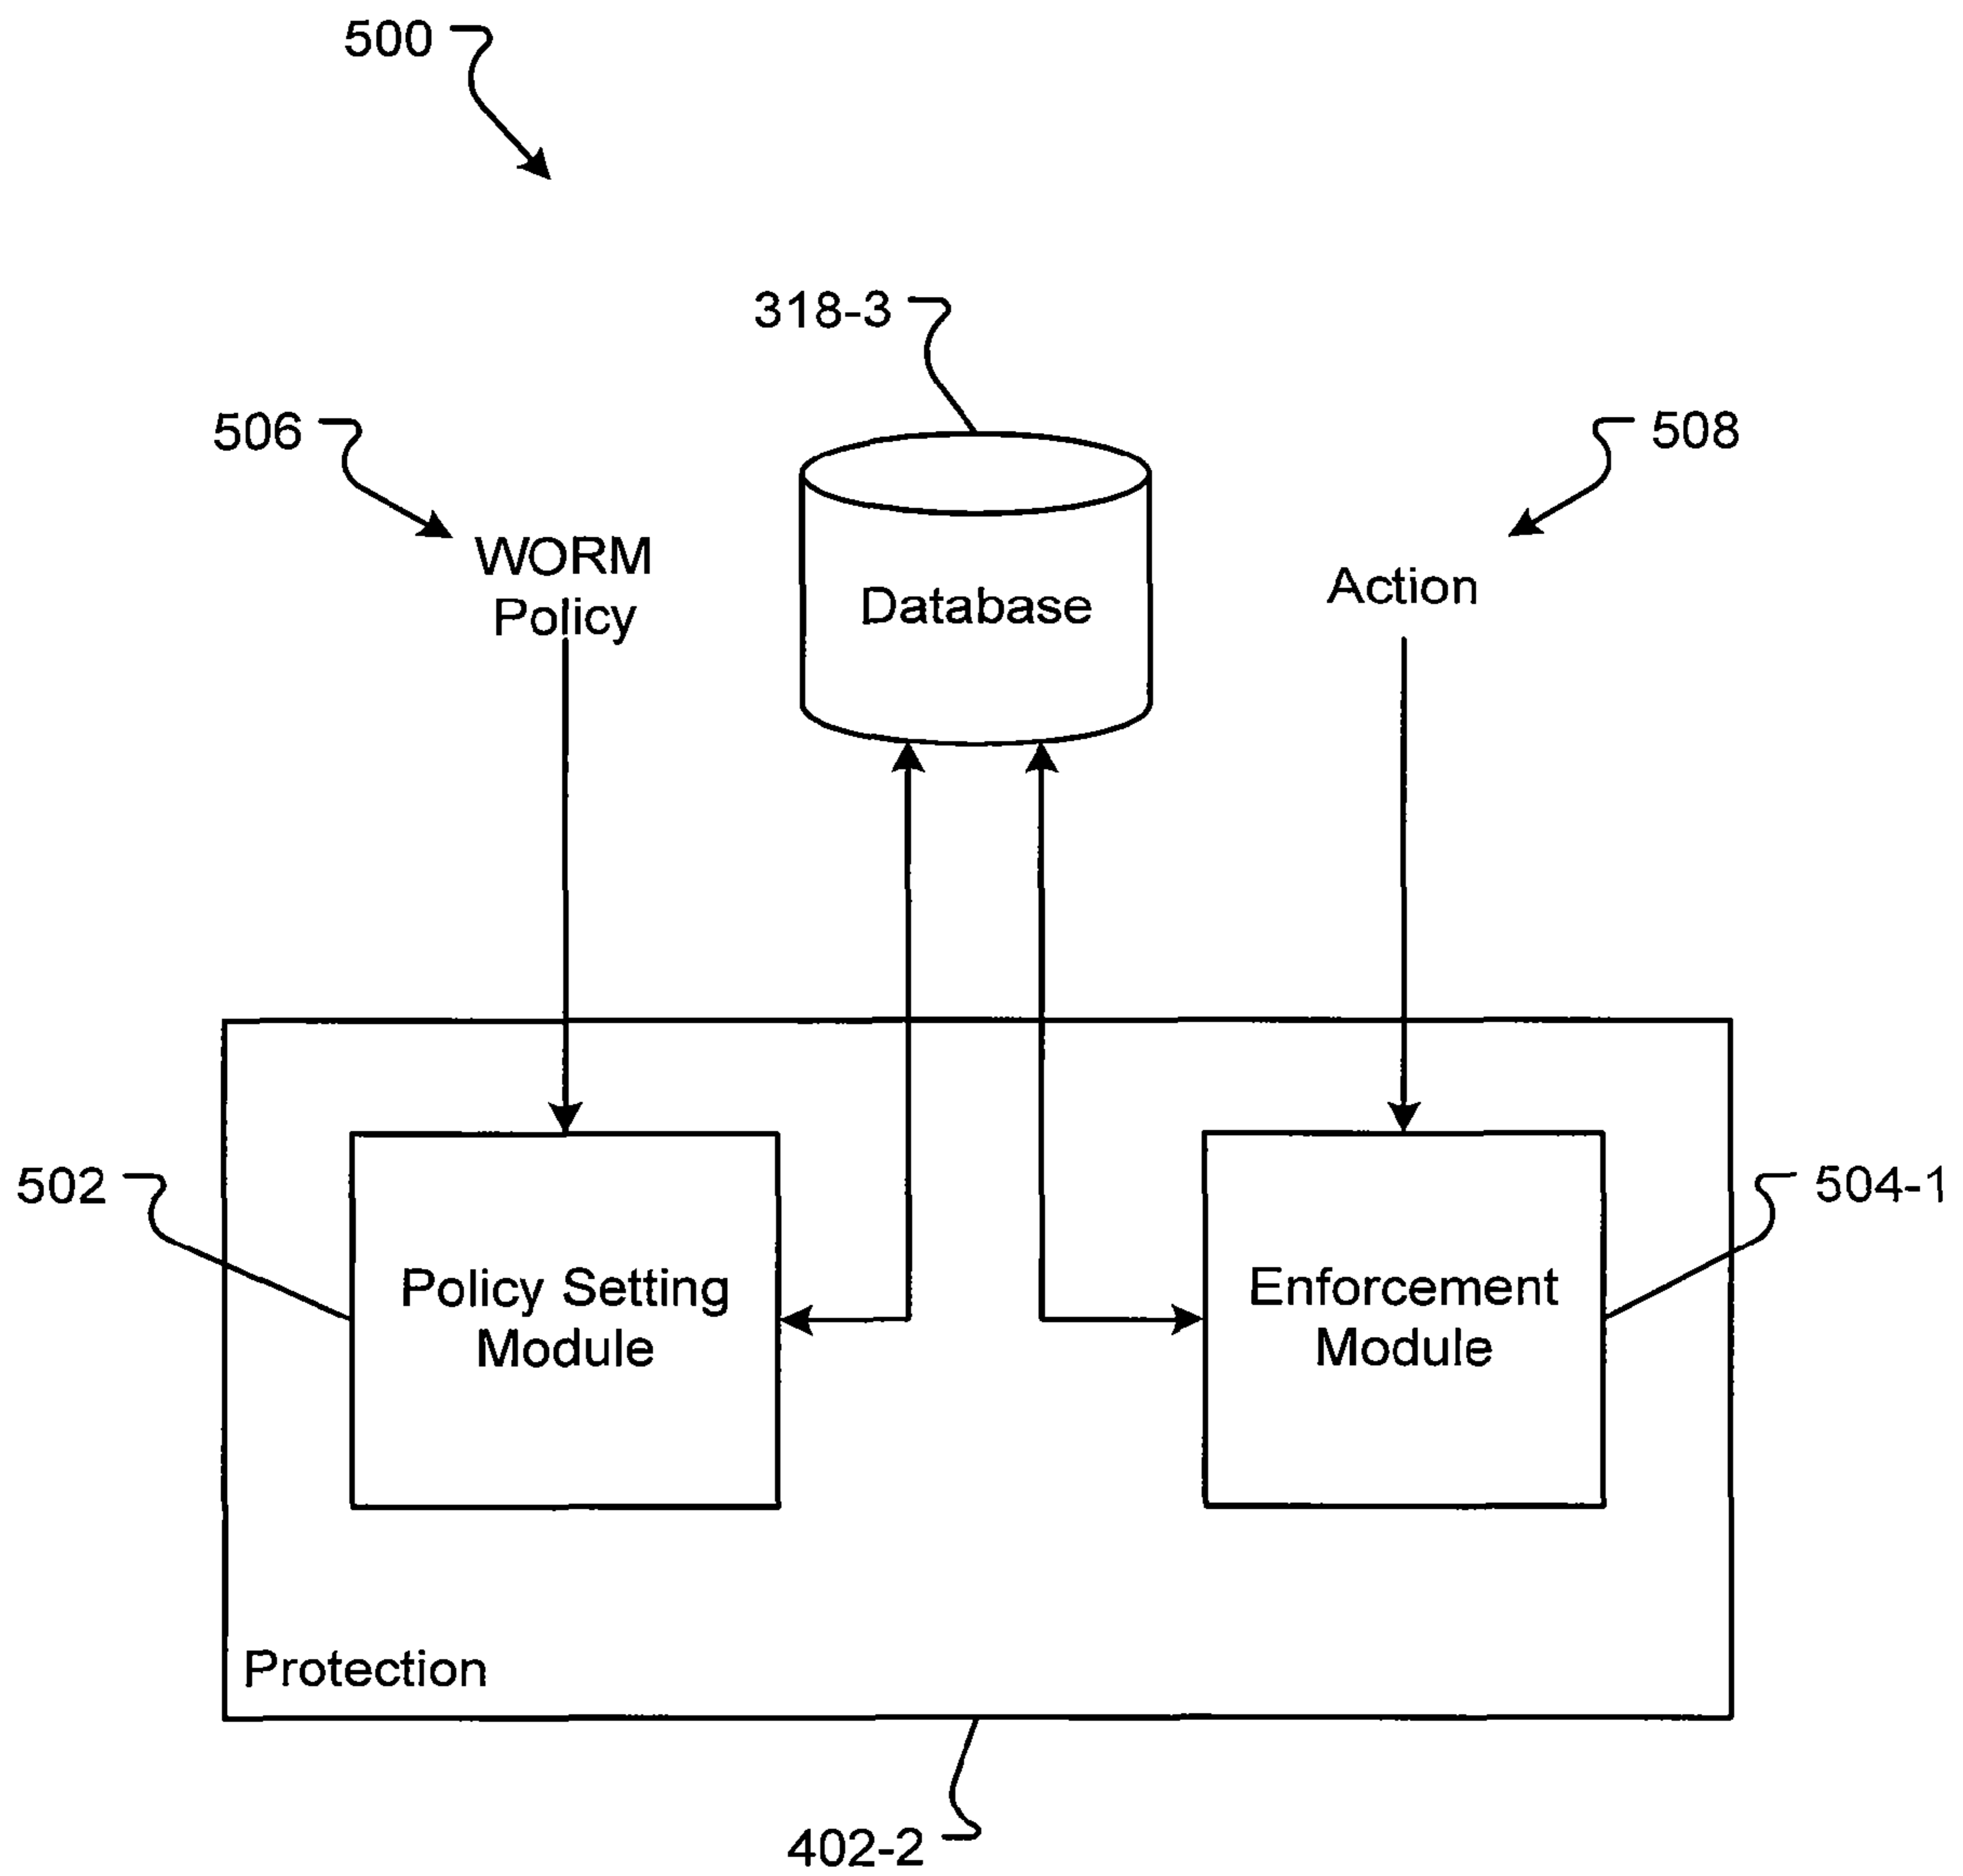 500
318-3
506
508
WORM
Policy
Database
Action
502
504-1
Policy Setting
Module
Enforcement
Module
Protection
402-2